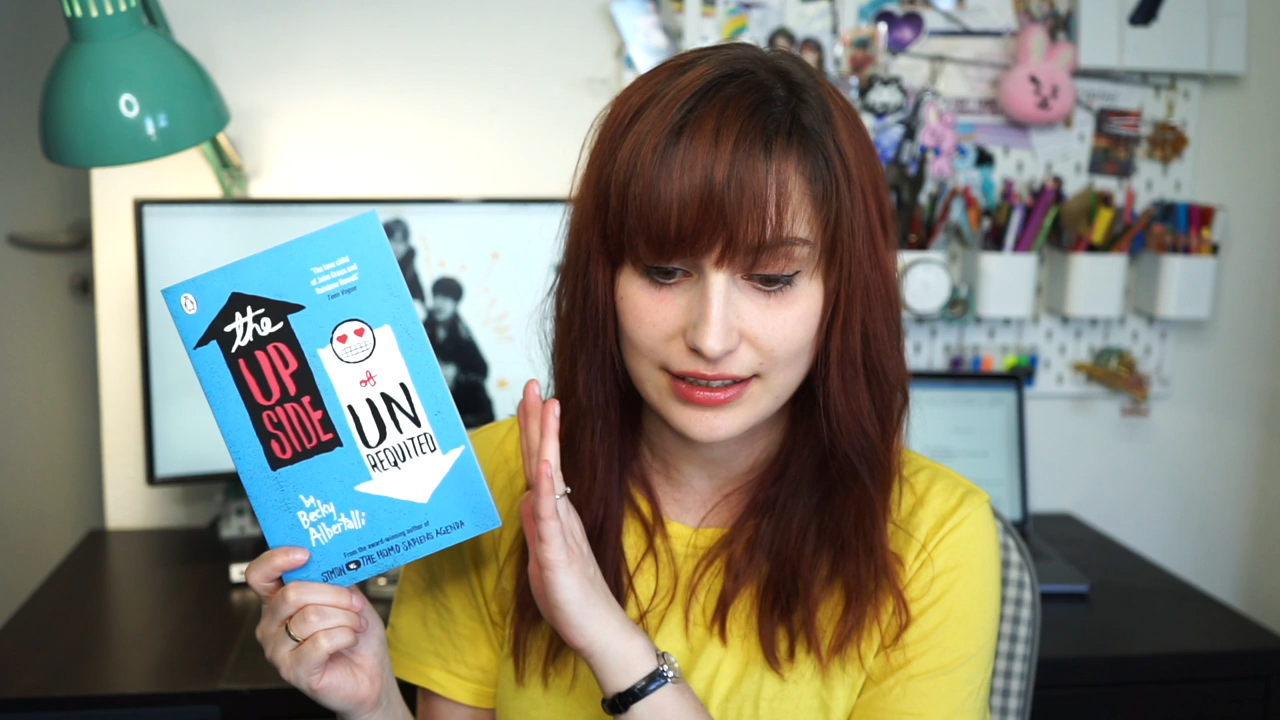 "The love child
of John Green and
Rainbow Rowell"
Teen Vogue
the
UP
SIDE
of
UN
REQUITED
by
Becky
Albertalli
From the award-winning author of
SIMON VS. THE HOMO SAPIENS AGENDA